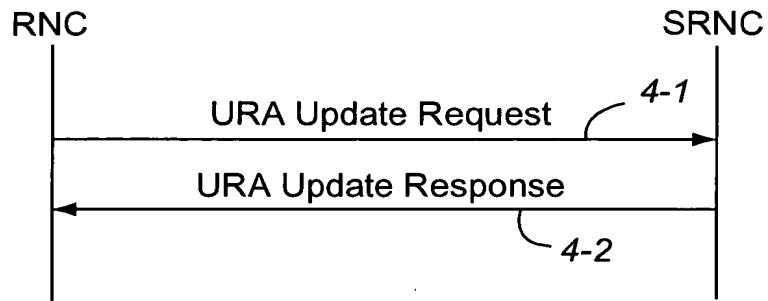 RNC
SRNC
URA Update Request
4-1
URA Update Response
4-2